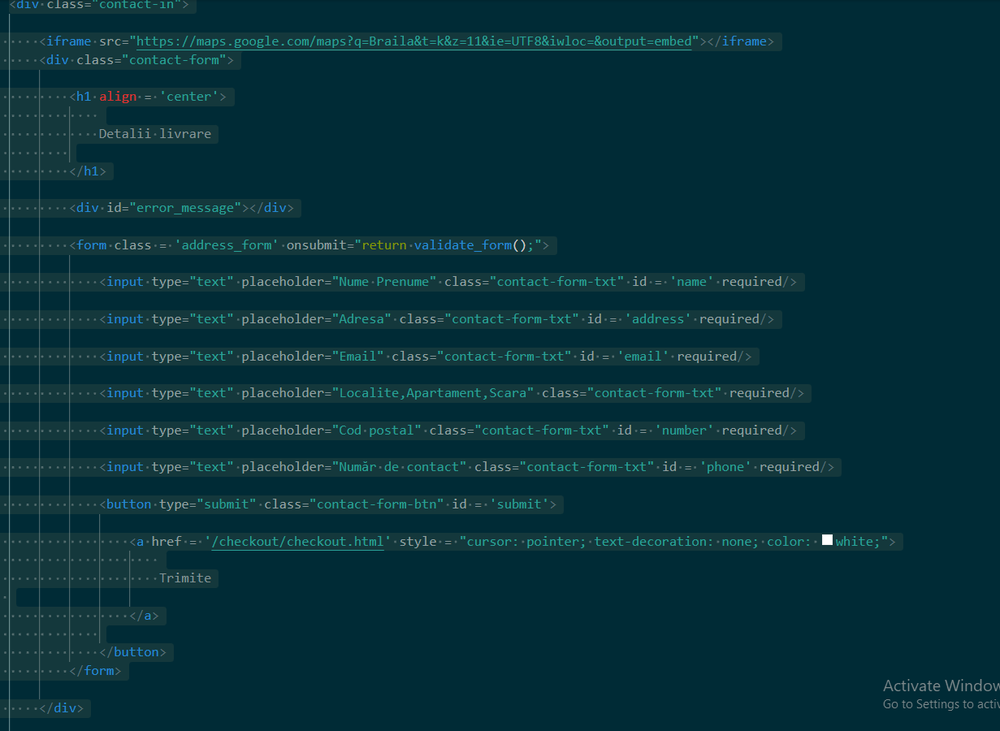 <div class="contact-in">
<iframe src="https://maps.google.com/maps?q=Braila&t=k&z=11&ie=UTF8&iwloc=&output=embed"></iframe>
<div class="contact-form">
<h1 align = 'center'>
Detalii livrare
</h1>
<div id="error_message"></div>
<form class = 'address_form' onsubmit="return validate_form();">
<input type="text" placeholder="Nume Prenume" class="contact-form-txt" id = 'name' required/>
<input type="text" placeholder="Adresa" class="contact-form-txt" id = 'address' required/>
<input type="text" placeholder="Email" class="contact-form-txt" id = 'email' required/>
<input type="text" placeholder="Localite,Apartament,Scara" class="contact-form-txt" required/>
<input type="text" placeholder="Cod postal" class="contact-form-txt" id = 'number' required/>
<input type="text" placeholder="Număr de contact" class="contact-form-txt" id = 'phone' required/>
<button type="submit" class="contact-form-btn" id = 'submit'>
<a href = '/checkout/checkout.html' style = "cursor: pointer; text-decoration: none; color: white;">
Trimite
</a>
</button>
</form>
</div>
Activate Window
Go to Settings to activ